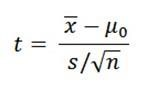 t = x̅ − μ₀ / s/√n